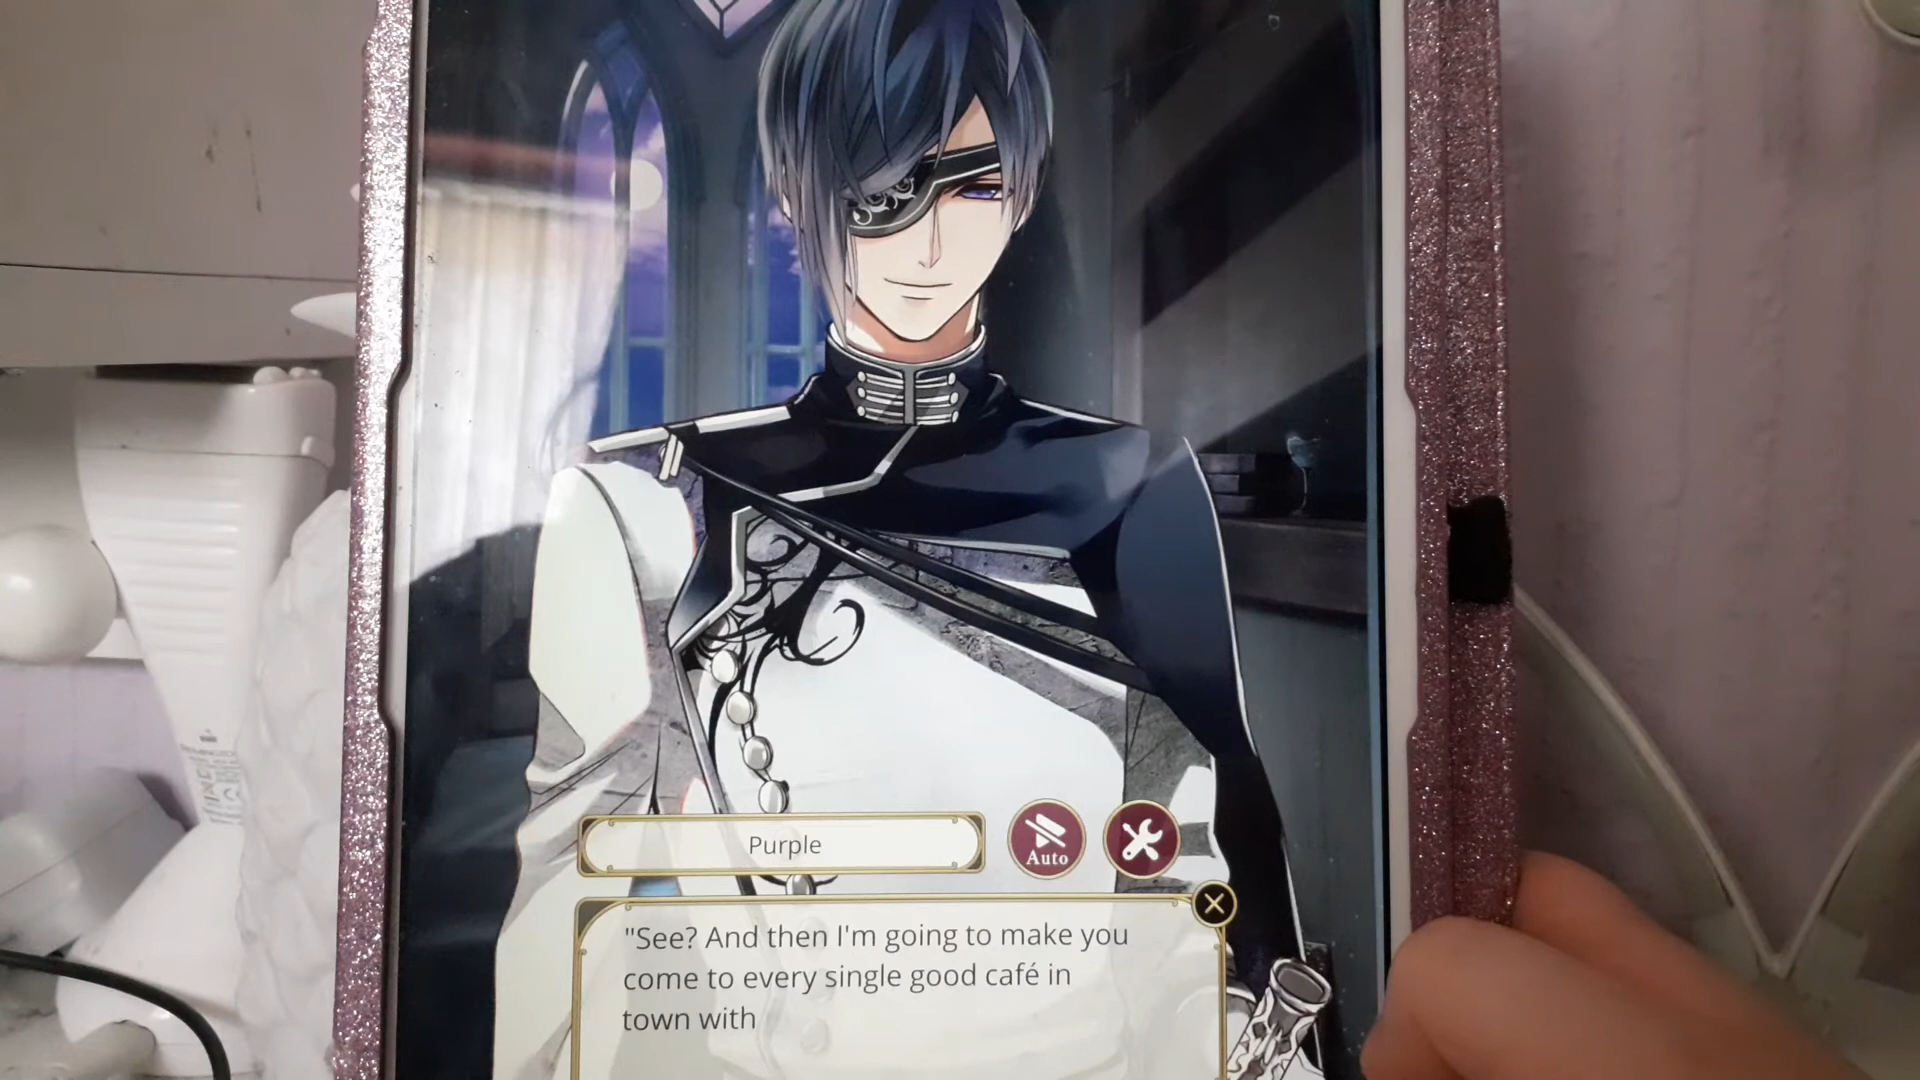 Purple
Auto
"See? And then I'm going to make you
come to every single good café in
town with